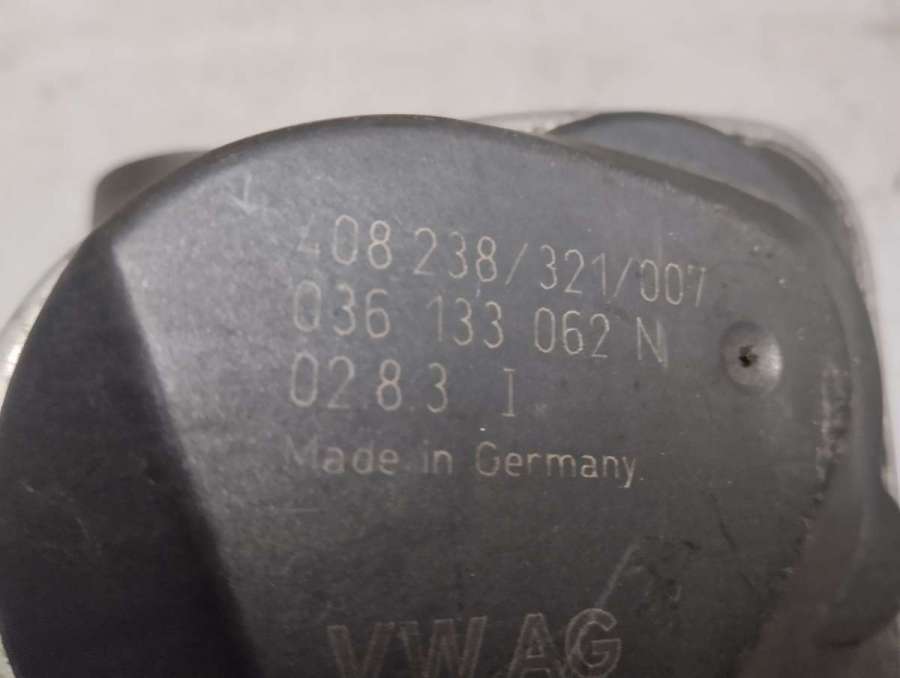 408 238/321/007
036 133 062 N
02.8.3 I
Made in Germany.
VW AG